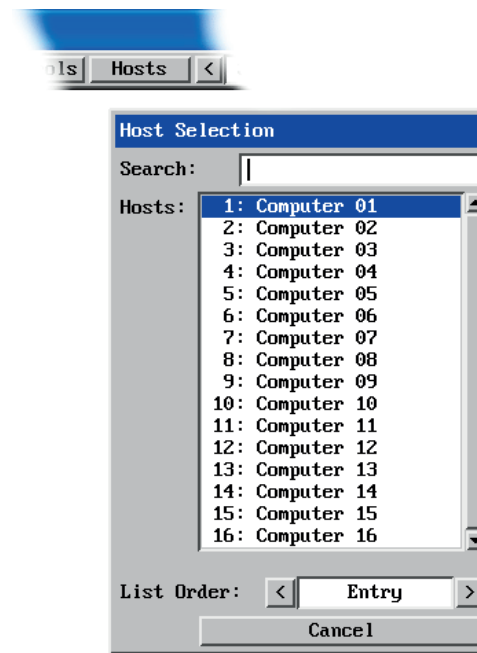 Hosts <
Host Selection
Search:
Hosts: 1: Computer 01
2: Computer 02
3: Computer 03
4: Computer 04
5: Computer 05
6: Computer 06
7: Computer 07
8: Computer 08
9: Computer 09
10: Computer 10
11: Computer 11
12: Computer 12
13: Computer 13
14: Computer 14
15: Computer 15
16: Computer 16
List Order: < Entry >
Cancel